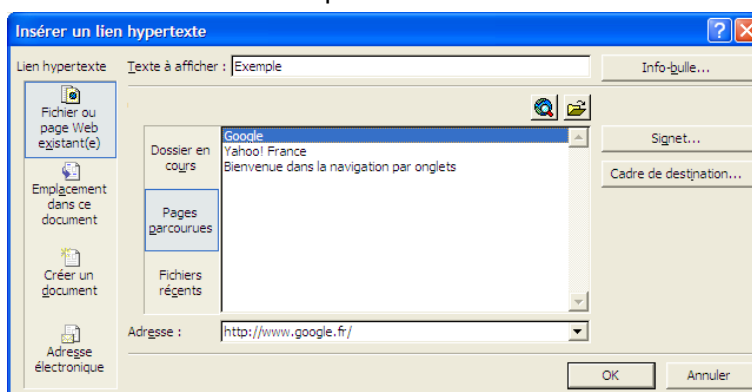 Insérer un lien hypertexte
Lien hypertexte
Texte à afficher :
Exemple
Info-bulle...
Fichier ou
page Web
existant(e)
Emplacement
dans ce
document
Créer un
document
Adresse
électronique
Dossier en
cours
Pages
parcourues
Fichiers
récents
Google
Yahoo! France
Bienvenue dans la navigation par onglets
Signet...
Cadre de destination...
Adresse :
http://www.google.fr/
OK
Annuler